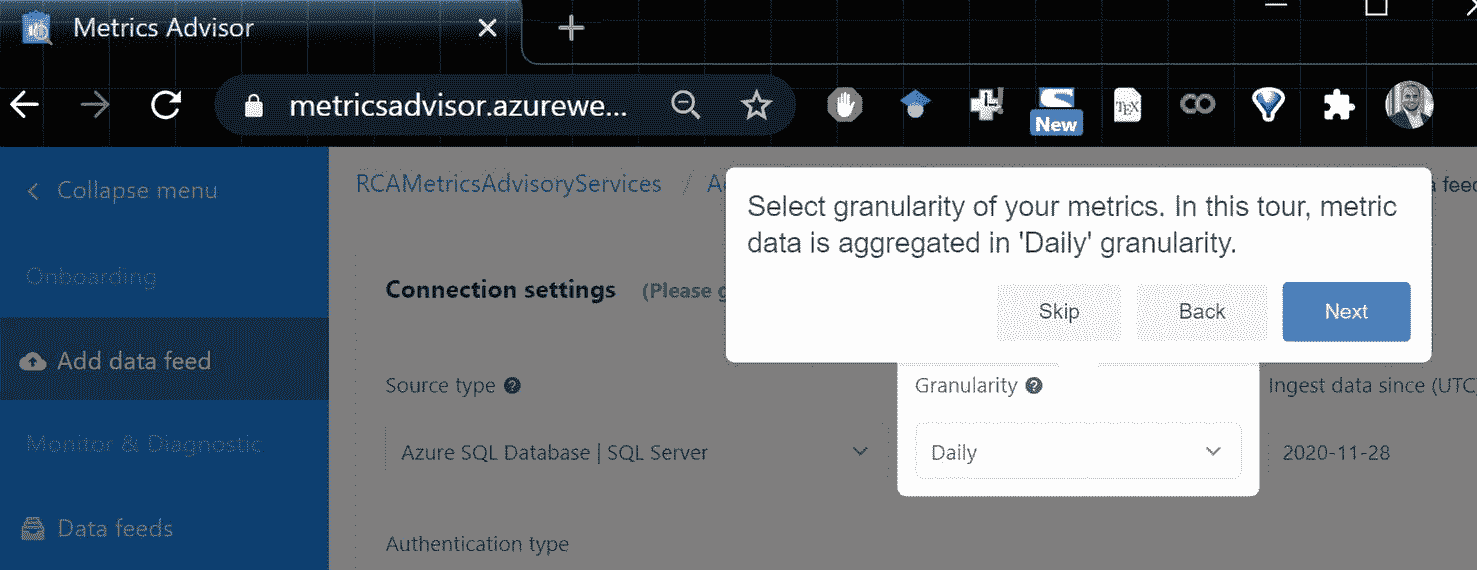 Metrics Advisor
metricsadvisor.azurewe...
New
TEX
CO
Collapse menu
RCAMetricsAdvisoryServices /
feed
Select granularity of your metrics. In this tour, metric
data is aggregated in 'Daily' granularity.
Onboarding
Connection settings (Please
Skip Back Next
Add data feed
Source type
Granularity
Ingest data since (UTC
Monitor & Diagnostic
Azure SQL Database | SQL Server
Daily
2020-11-28
Data feeds
Authentication type